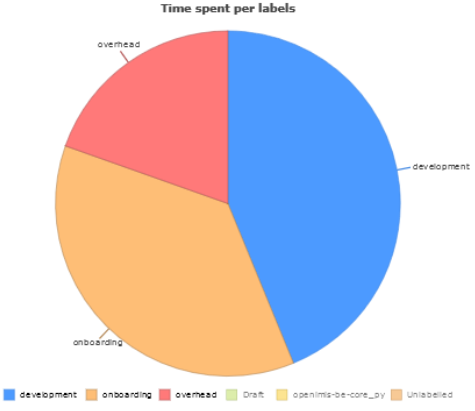 Time spent per labels
overhead
development
onboarding
development onboarding overhead Draft openimis-be-core_py Unlabelled